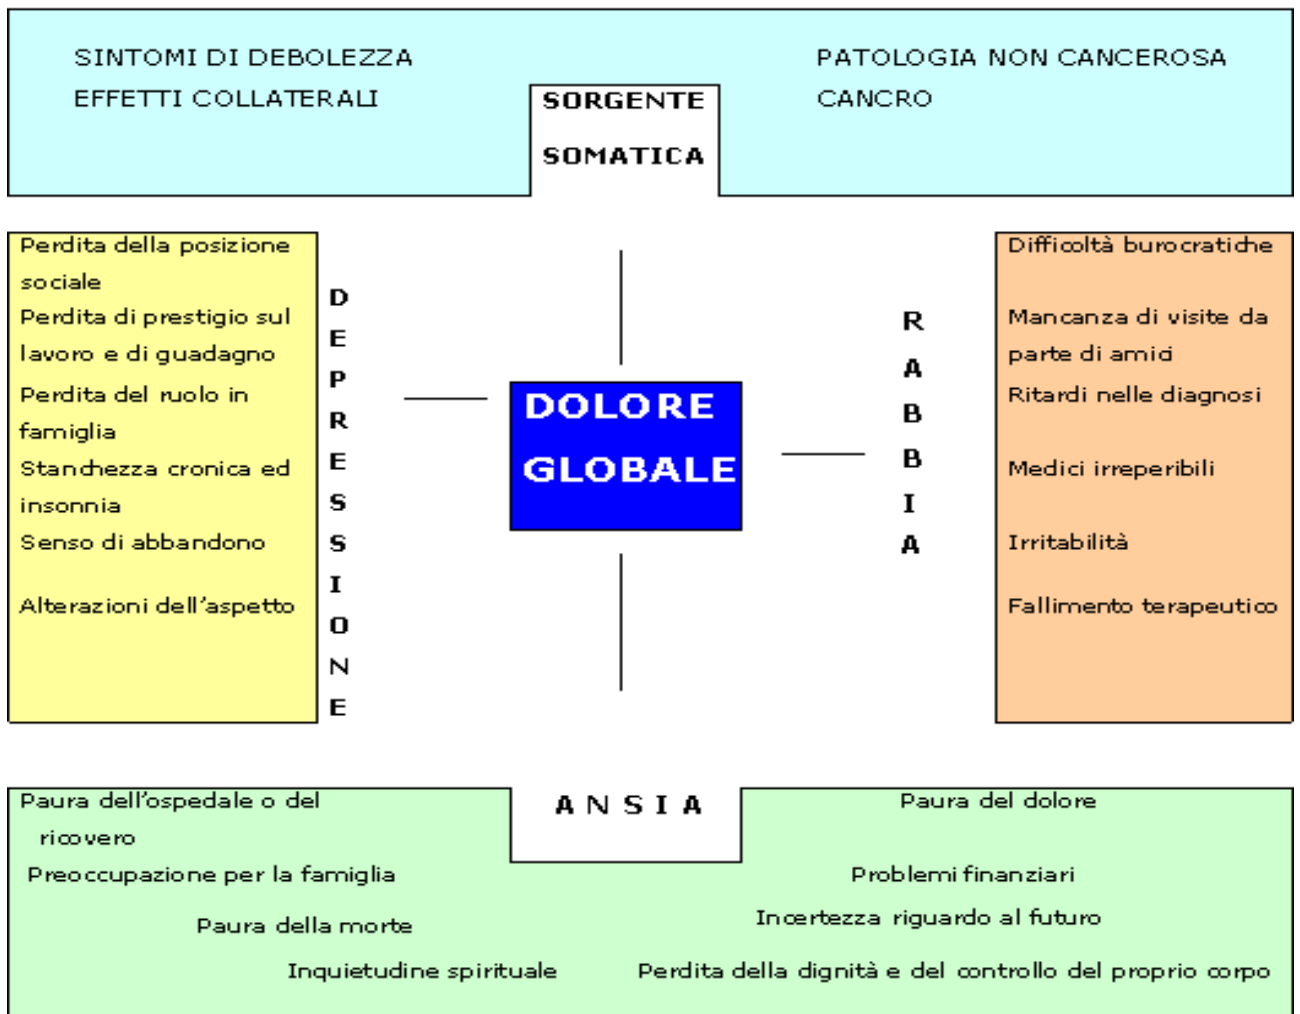 SINTOMI DI DEBOLEZZA
EFFETTI COLLATERALI
SORGENTE
SOMATICA
PATOLOGIA NON CANCEROSA
CANCRO
Perdita della posizione
sociale
Perdita di prestigio sul
lavoro e di guadagno
Perdita del ruolo in
famiglia
Stanchezza cronica ed
insonnia
Senso di abbandono
Alterazioni dell'aspetto
DEPRESSIONE
DOLORE
GLOBALE
RABBIA
Difficoltà burocratiche
Mancanza di visite da
parte di amici
Ritardi nelle diagnosi
Medici irreperibili
Irritabilità
Fallimento terapeutico
ANSIA
Paura dell'ospedale o del
ricovero
Preoccupazione per la famiglia
Paura della morte
Inquietudine spirituale
Paura del dolore
Problemi finanziari
Incertezza riguardo al futuro
Perdita della dignità e del controllo del proprio corpo